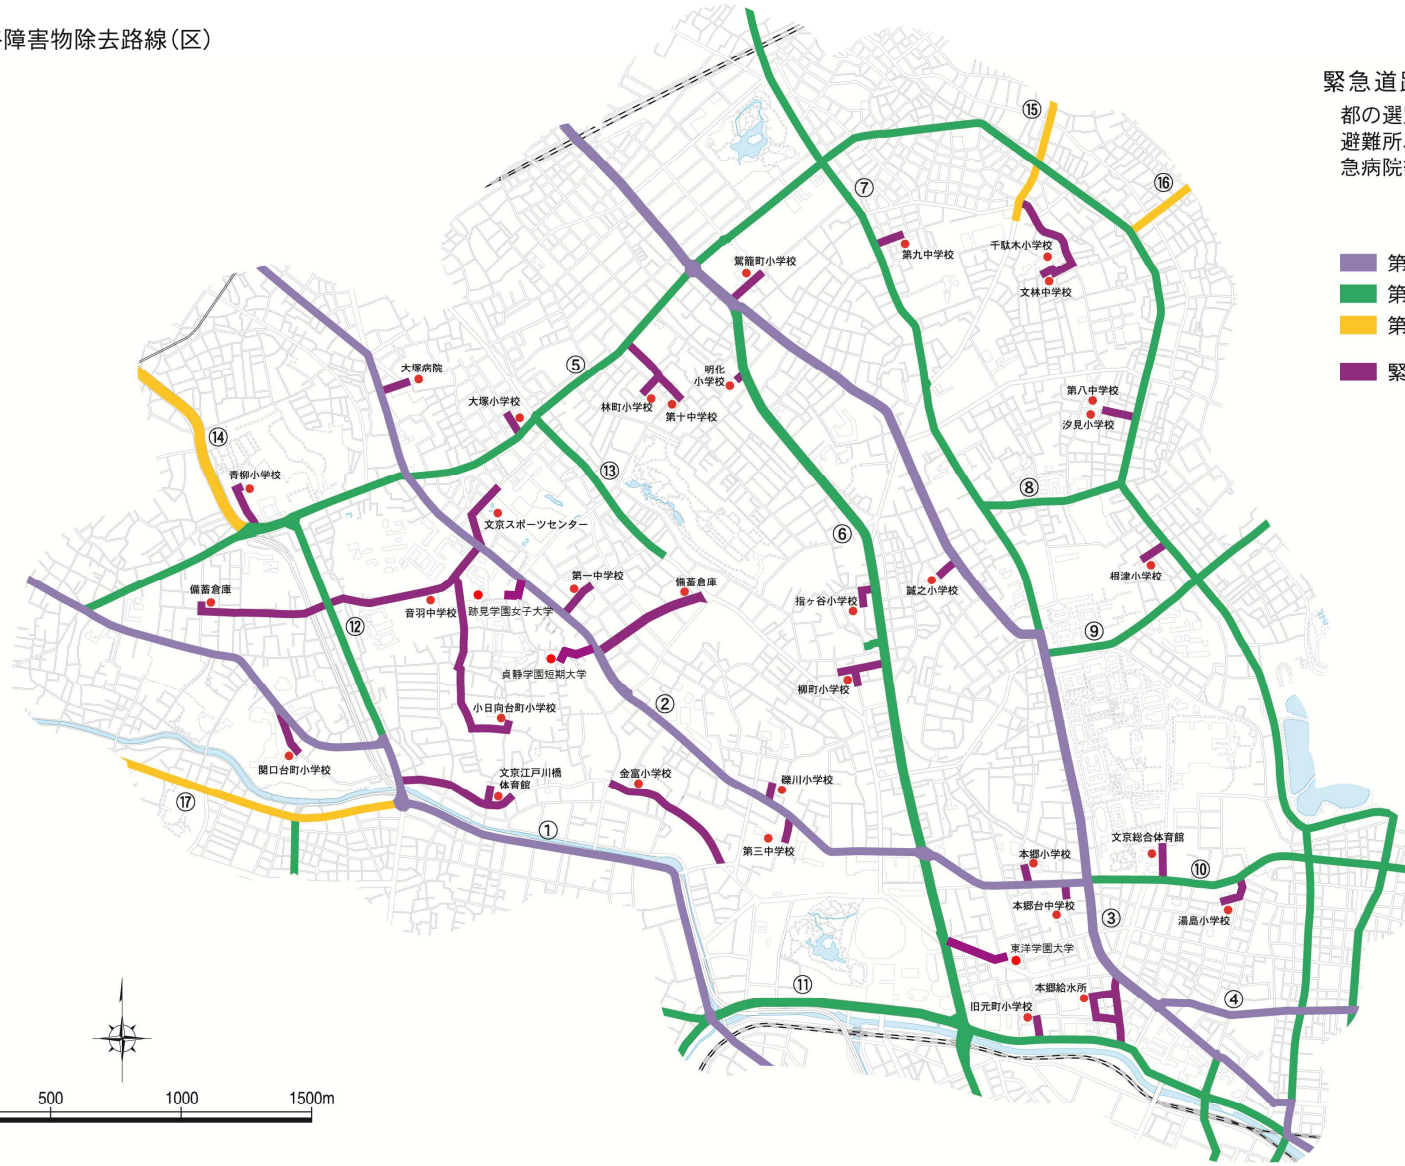 障害物除去路線(区)
緊急道
都の選
避難所
急病院
第
第
第
緊
⑮
⑯
⑦
千駄木小学校
第九中学校
文林中学校
駕籠町小学校
大塚病院
⑤
明化
小学校
林町小学校
第十中学校
大塚小学校
第八中学校
汐見小学校
⑭
青柳小学校
⑬
⑧
文京スポーツセンター
⑥
第一中学校
備蓄倉庫
備蓄倉庫
音羽中学校
跡見学園女子大学
指ヶ谷小学校
誠之小学校
根津小学校
⑫
⑨
貞静学園短期大学
柳町小学校
②
小日向台町小学校
関口台町小学校
文京江戸川橋
体育館
金富小学校
礫川小学校
⑰
①
第三中学校
文京総合体育館
本郷小学校
⑩
本郷台中学校
③
湯島小学校
東洋学園大学
⑪
本郷給水所
旧元町小学校
④
500
1000
1500m